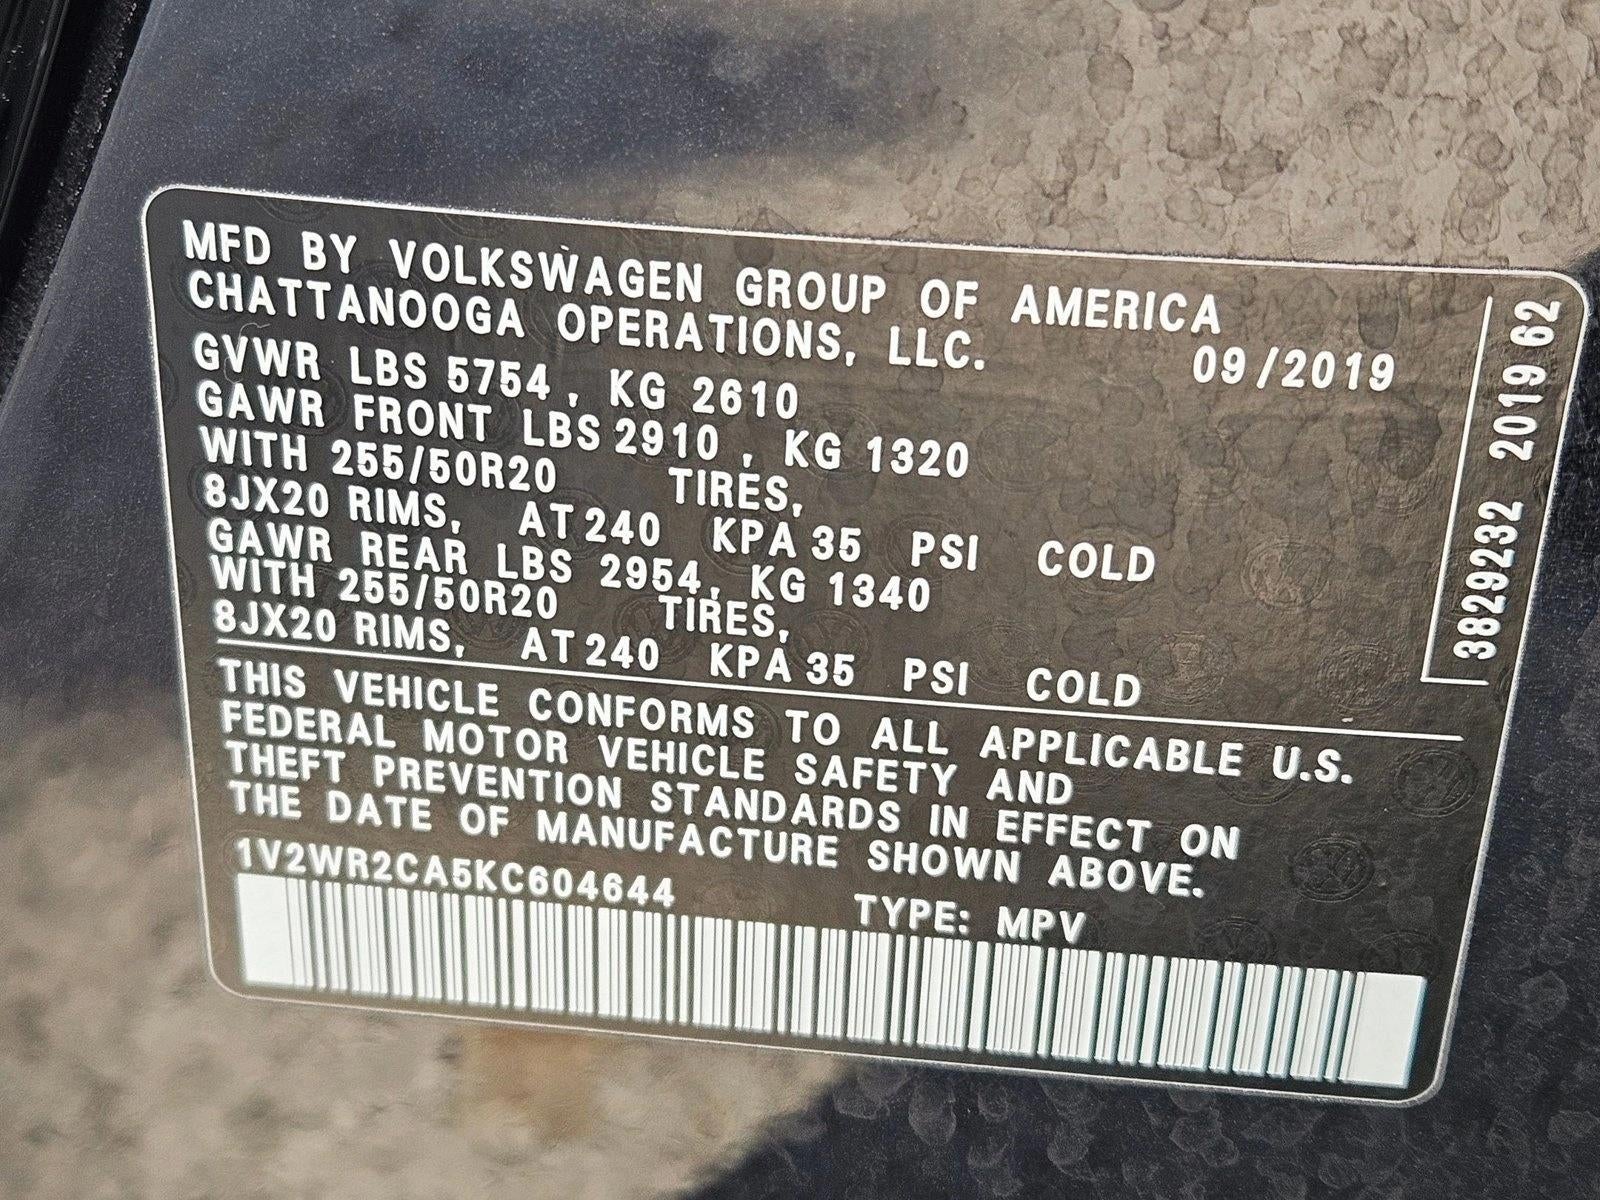 MFD BY VOLKSWAGEN GROUP OF AMERICA
CHATTANOOGA OPERATIONS, LLC. 09/2019
GVWR LBS 5754, KG 2610
GAWR FRONT LBS 2910, KG 1320
WITH 255/50R20 TIRES,
8JX20 RIMS, AT 240 KPA 35 PSI COLD
GAWR REAR LBS 2954, KG 1340
WITH 255/50R20 TIRES,
8JX20 RIMS, AT 240 KPA 35 PSI COLD
THIS VEHICLE CONFORMS TO ALL APPLICABLE U.S.
FEDERAL MOTOR VEHICLE SAFETY AND
THEFT PREVENTION STANDARDS IN EFFECT ON
THE DATE OF MANUFACTURE SHOWN ABOVE.
1V2WR2CA5KC604644 TYPE: MPV
3829232 2019 62